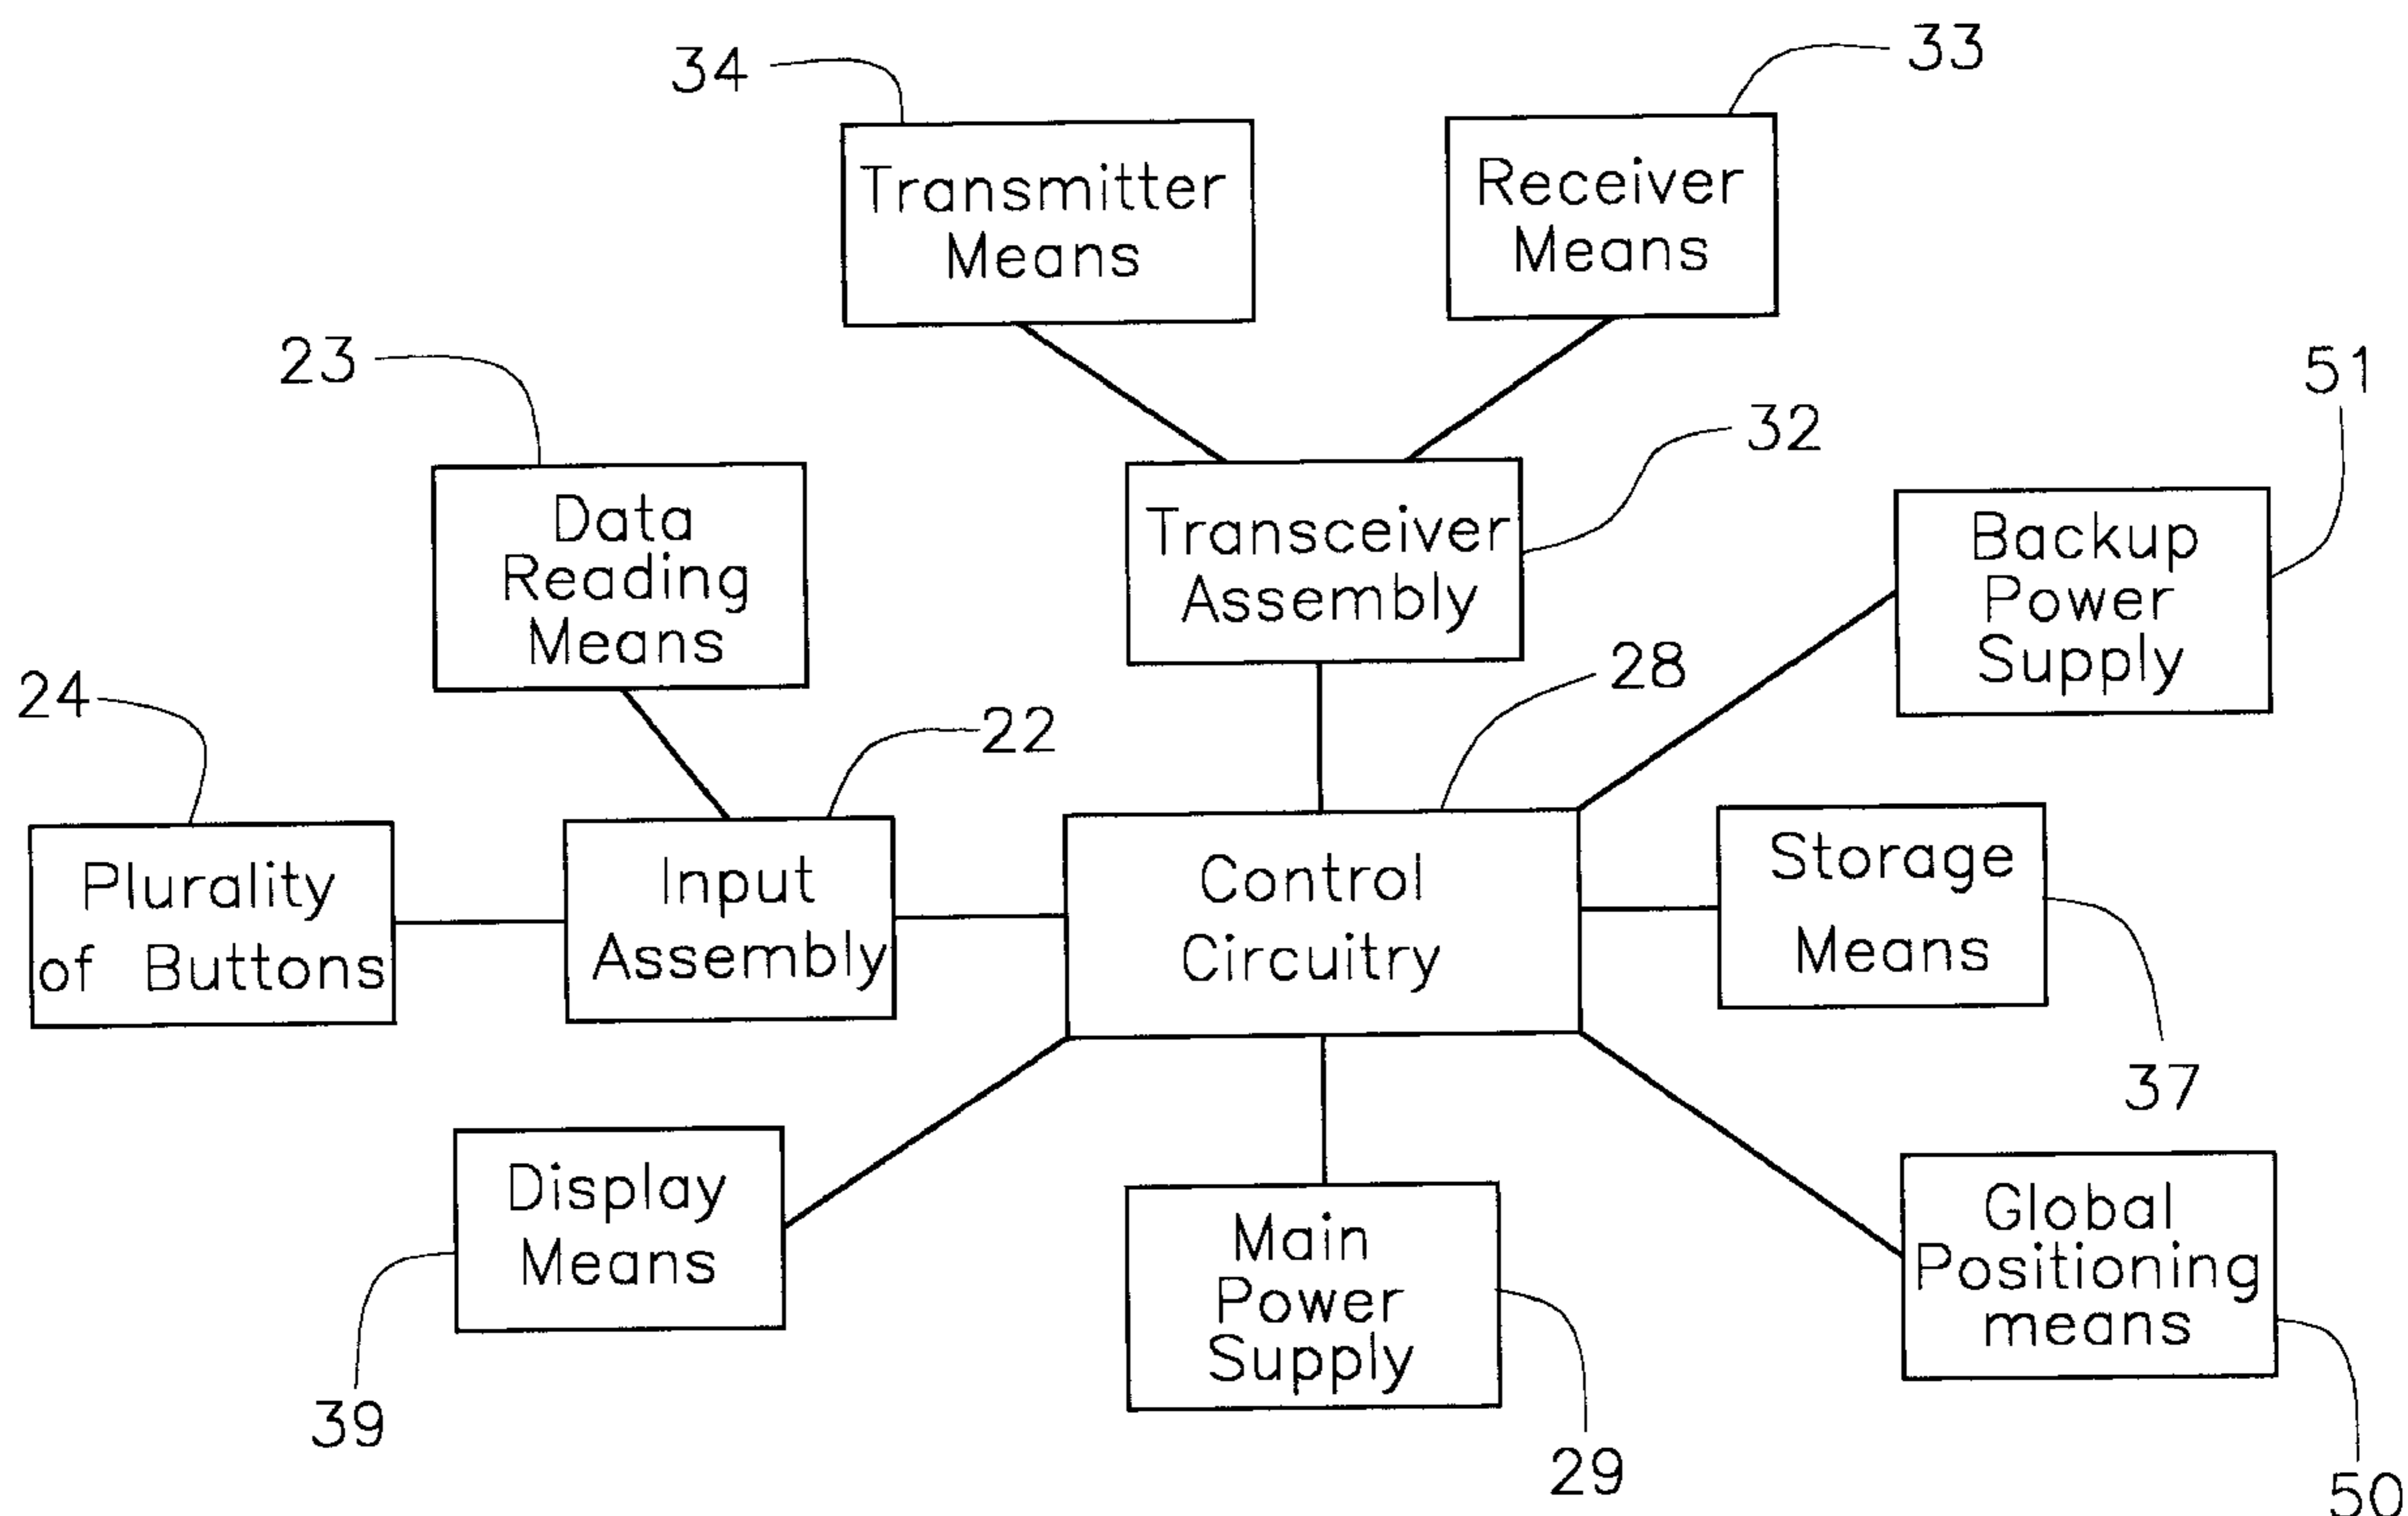 34
33
Transmitter
Means
Receiver
Means
23
51
32
Data
Reading
Means
Transceiver
Assembly
Backup
Power
Supply
24
22
28
Plurality
of Buttons
Input
Assembly
Control
Circuitry
Storage
Means
37
Display
Means
Main
Power
Supply
Global
Positioning
means
39
29
50